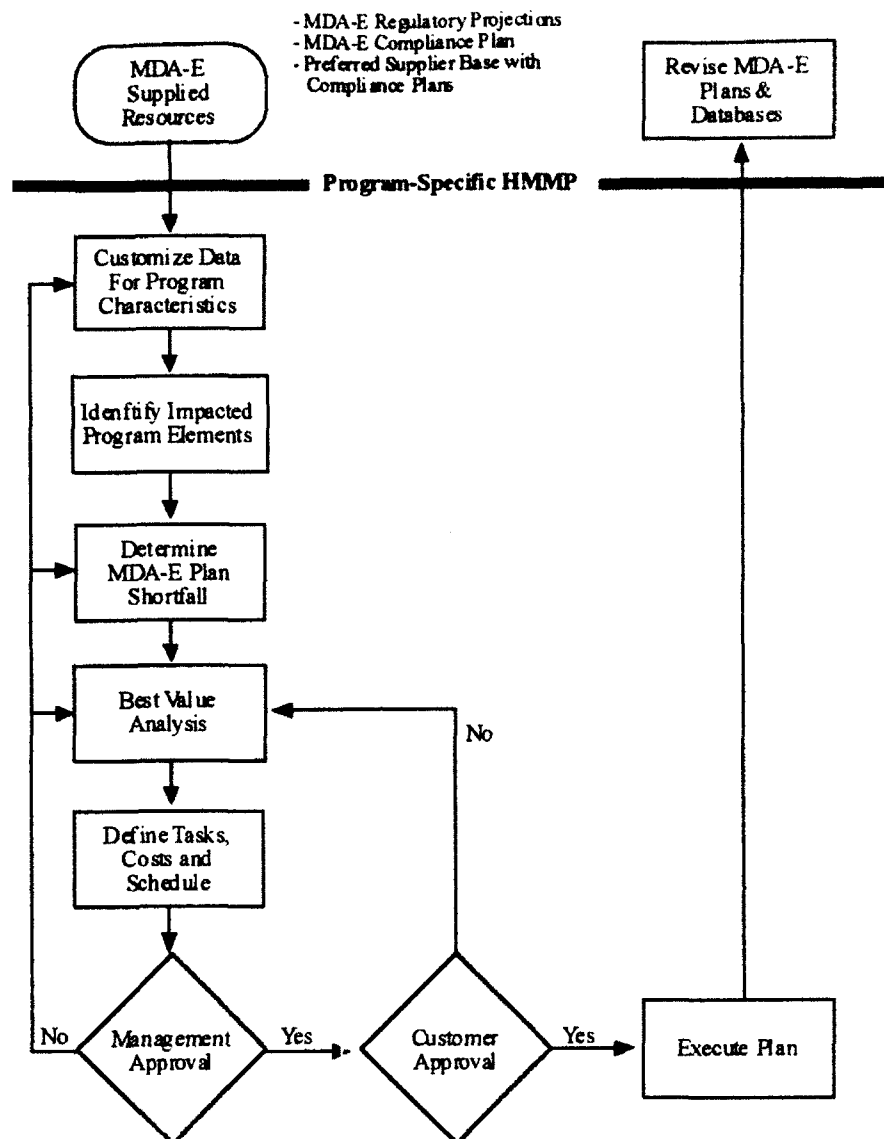 MDA-E
Supplied
Resources
- MDA-E Regulatory Projections
- MDA-E Compliance Plan
- Preferred Supplier Base with
Compliance Plans
Revise MDA-E
Plans &
Databases
Program-Specific HMMP
Customize Data
For Program
Characteristics
Idenftify Impacted
Program Elements
Determine
MDA-E Plan
Shortfall
Best Value
Analysis
No
Define Tasks,
Costs and
Schedule
No
Management
Approval
Yes
Customer
Approval
Yes
Execute Plan